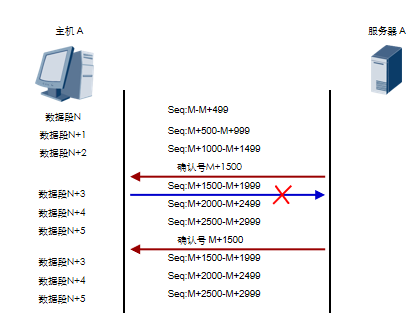 主机 A
服务器 A
数据段N
Seq:M-M+499
数据段N+1
Seq:M+500-M+999
数据段N+2
Seq:M+1000-M+1499
确认号M+1500
数据段N+3
Seq:M+1500-M+1999
数据段N+4
Seq:M+2000-M+2499
数据段N+5
Seq:M+2500-M+2999
确认号 M+1500
数据段N+3
Seq:M+1500-M+1999
数据段N+4
Seq:M+2000-M+2499
数据段N+5
Seq:M+2500-M+2999